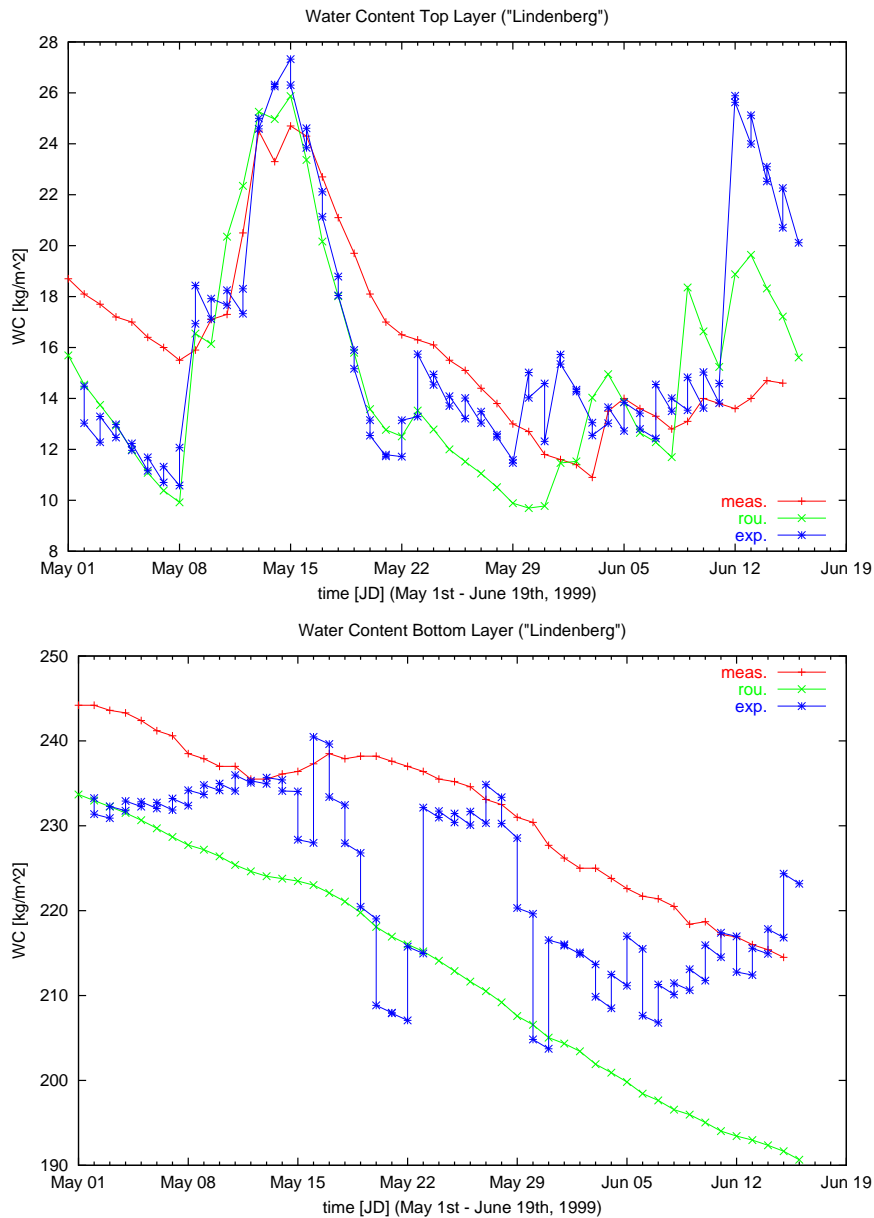 Water Content Top Layer ("Lindenberg")
28
26
24
22
20
18
16
14
12
10
8
WC [kg/m^2]
meas.
rou.
exp.
May 01 May 08 May 15 May 22 May 29 Jun 05 Jun 12 Jun 19
time [JD] (May 1st - June 19th, 1999)
Water Content Bottom Layer ("Lindenberg")
250
240
230
220
210
200
190
WC [kg/m^2]
meas.
rou.
exp.
May 01 May 08 May 15 May 22 May 29 Jun 05 Jun 12 Jun 19
time [JD] (May 1st - June 19th, 1999)